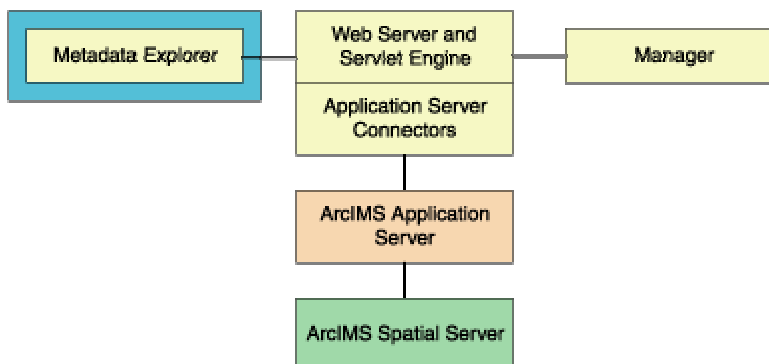 Metadata Explorer
Web Server and
Servlet Engine
Manager
Application Server
Connectors
ArcIMS Application
Server
ArcIMS Spatial Server